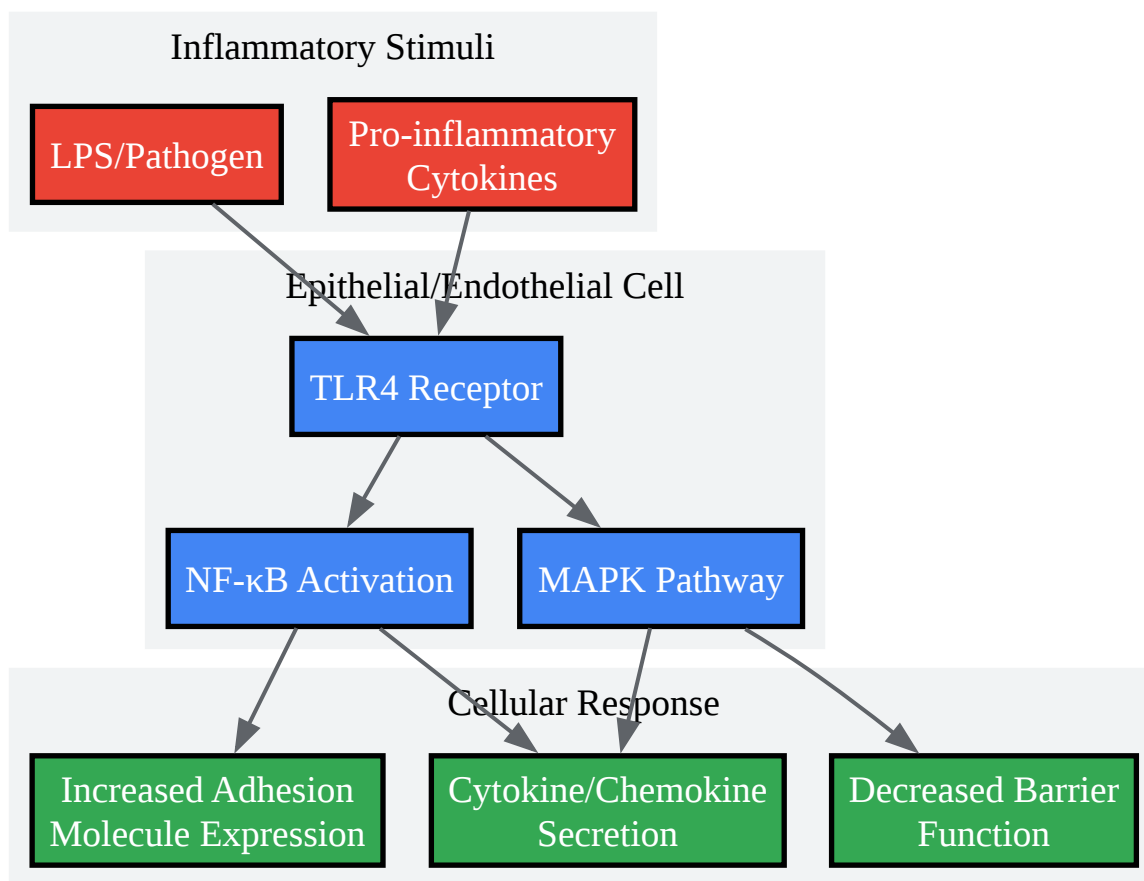 Inflammatory Stimuli
LPS/Pathogen
Pro-inflammatory
Cytokines
Epithelial/Endothelial Cell
TLR4 Receptor
NF-κB Activation
MAPK Pathway
Cellular Response
Increased Adhesion
Molecule Expression
Cytokine/Chemokine
Secretion
Decreased Barrier
Function